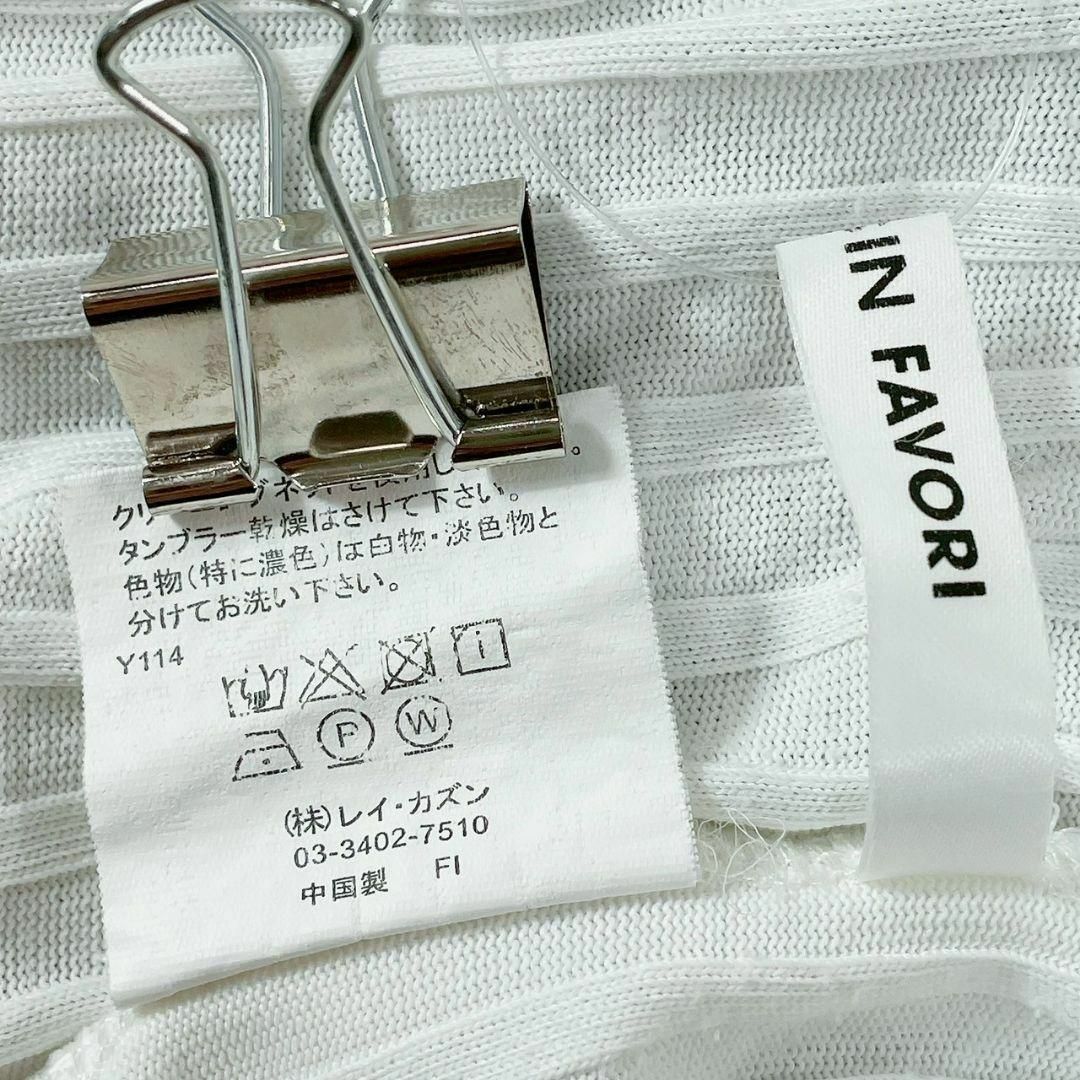 タンブラー乾燥はさけて下さい。
色物(特に濃色)は白物・淡色物と
分けてお洗い下さい。
Y114
P W
(株)レイ・カズン
03-3402-7510
中国製 FI
IN FAVORI